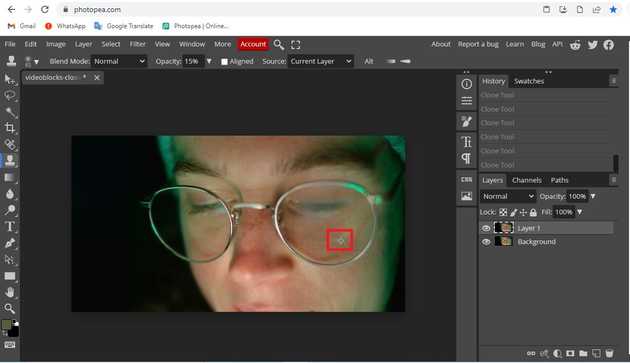 photopea.com
Gmail WhatsApp Google Translate Photopea | Online...
File Edit Image Layer Select Filter View Window More Account About Report a bug Learn Blog API
Blend Mode: Normal Opacity: 15% Aligned Source: Current Layer Alt
videoblocks-clos *
History Swatches
Clone Tool
Clone Tool
Clone Tool
Clone Tool
Clone Tool
Clone Tool
Layers Channels Paths
Normal Opacity: 100%
Lock: Fill: 100%
Layer 1
Background
CSS